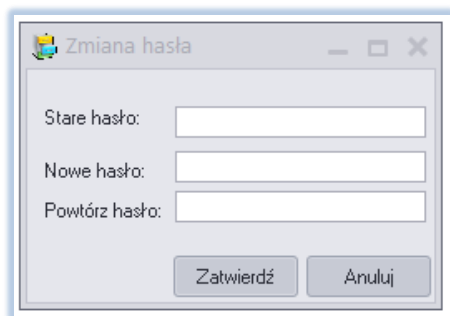 Zmiana hasła
Stare hasło:
Nowe hasło:
Powtórz hasło:
Zatwierdź Anuluj